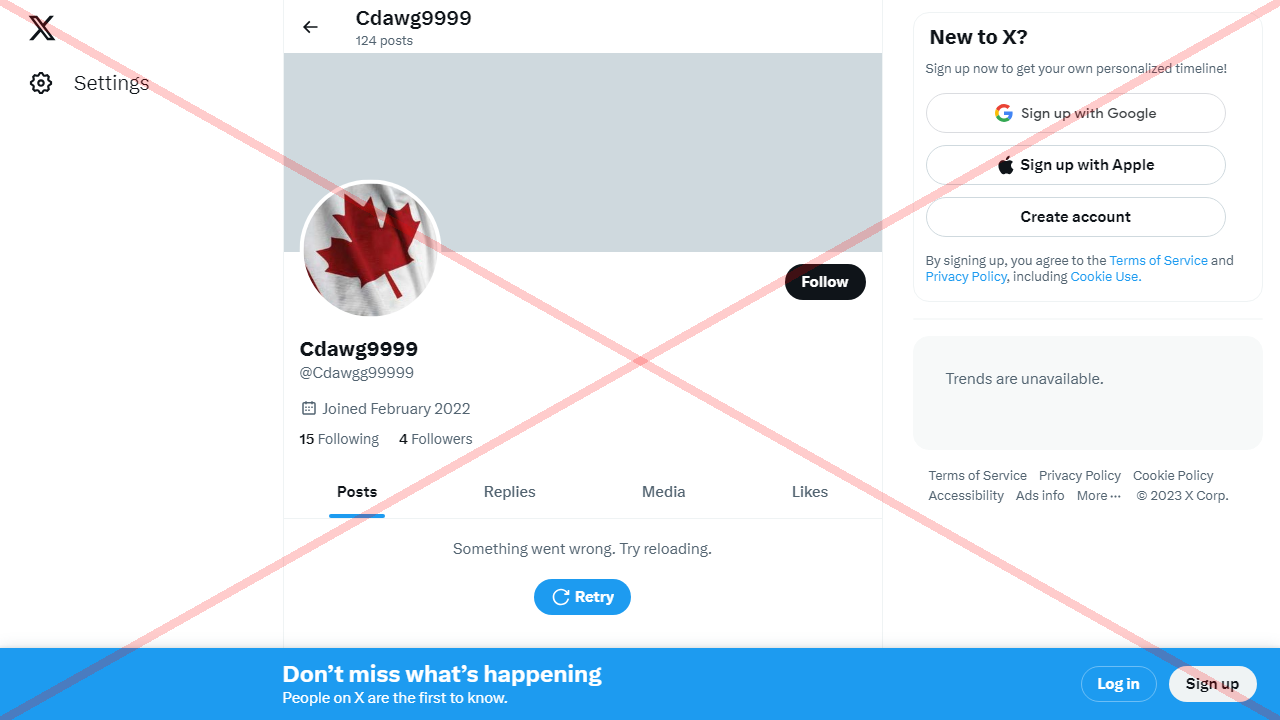 Settings
Cdawg9999
124 posts
Follow
Cdawg9999
@Cdawgg99999
Joined February 2022
15 Following 4 Followers
Posts Replies Media Likes
Something went wrong. Try reloading.
Retry
New to X?
Sign up now to get your own personalized timeline!
Sign up with Google
Sign up with Apple
Create account
By signing up, you agree to the Terms of Service and
Privacy Policy, including Cookie Use.
Trends are unavailable.
Terms of Service Privacy Policy Cookie Policy
Accessibility Ads info More ··· © 2023 X Corp.
Don’t miss what’s happening
People on X are the first to know.
Log in Sign up